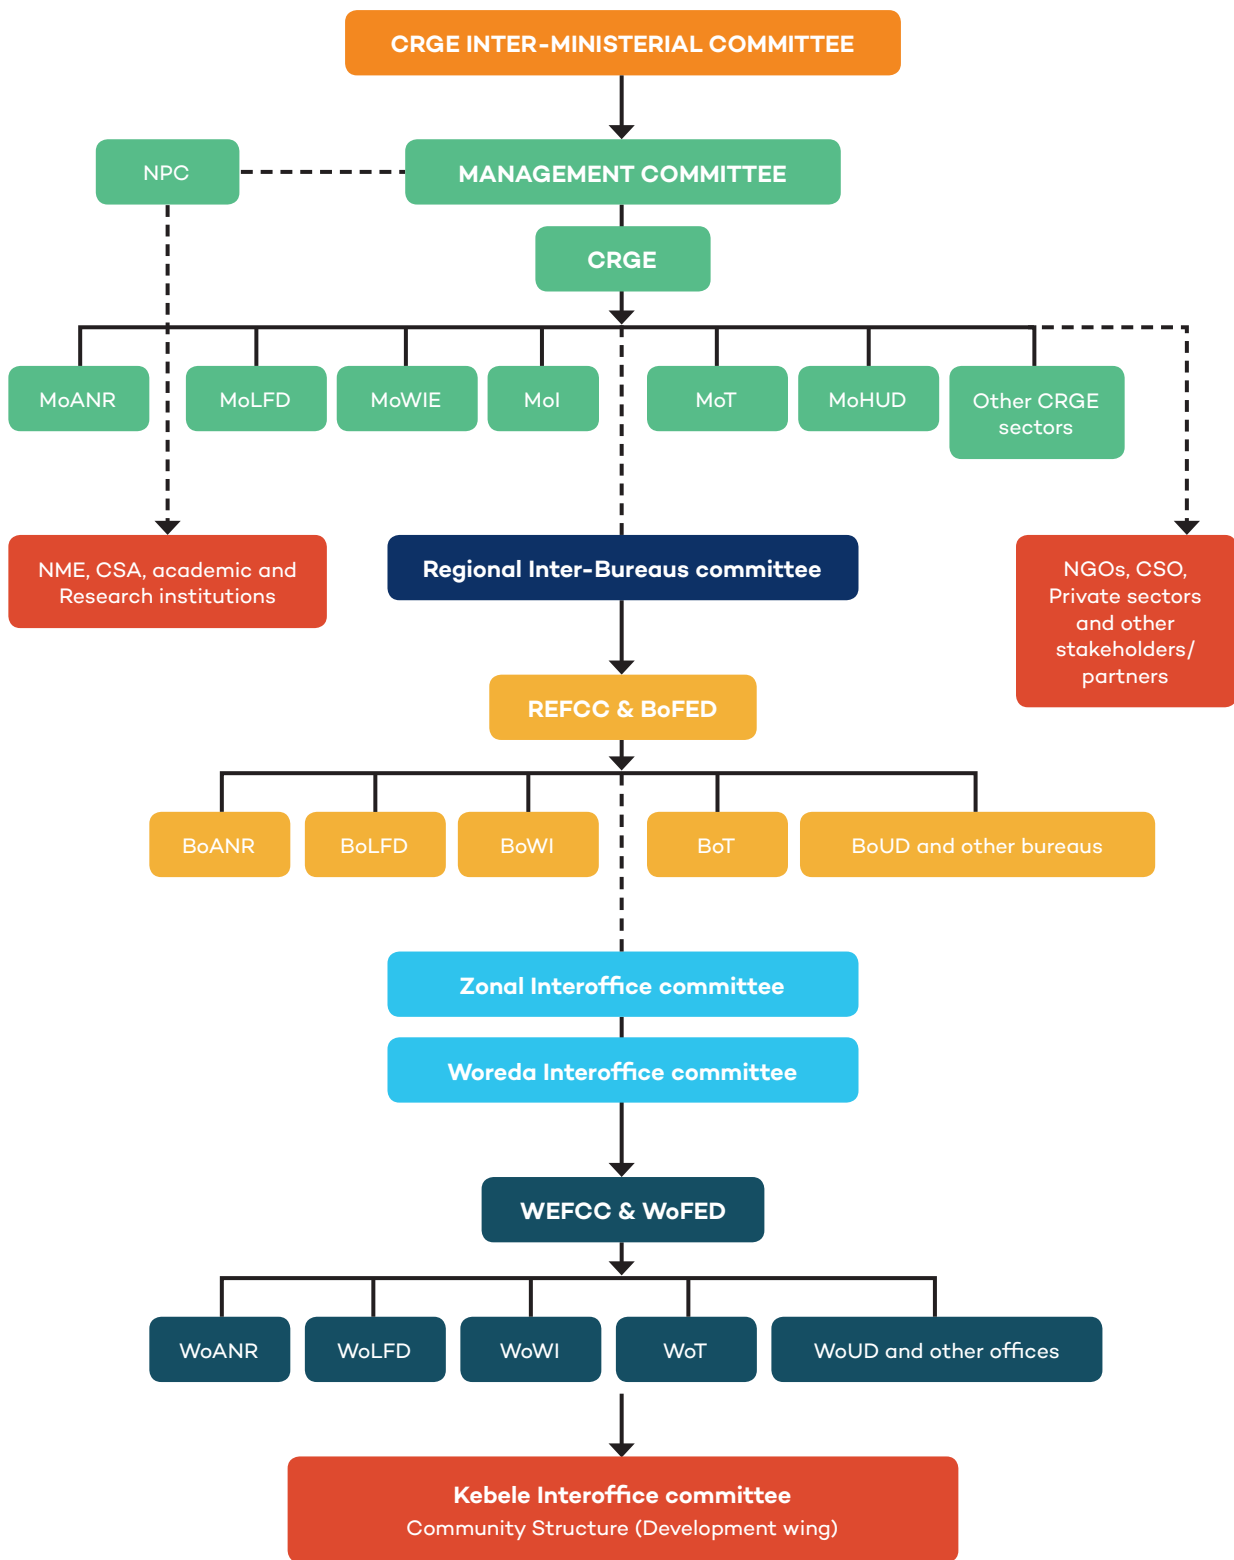 CRGE INTER-MINISTERIAL COMMITTEE
NPC
MANAGEMENT COMMITTEE
CRGE
MoANR
MoLFD
MoWIE
MoI
MoT
MoHUD
Other CRGE
sectors
NME, CSA, academic and
Research institutions
Regional Inter-Bureaus committee
NGOs, CSO,
Private sectors
and other
stakeholders/
partners
REFCC & BoFED
BoANR
BoLFD
BoWI
BoT
BoUD and other bureaus
Zonal Interoffice committee
Woreda Interoffice committee
WEFCC & WoFED
WoANR
WoLFD
WoWI
WoT
WoUD and other offices
Kebele Interoffice committee
Community Structure (Development wing)